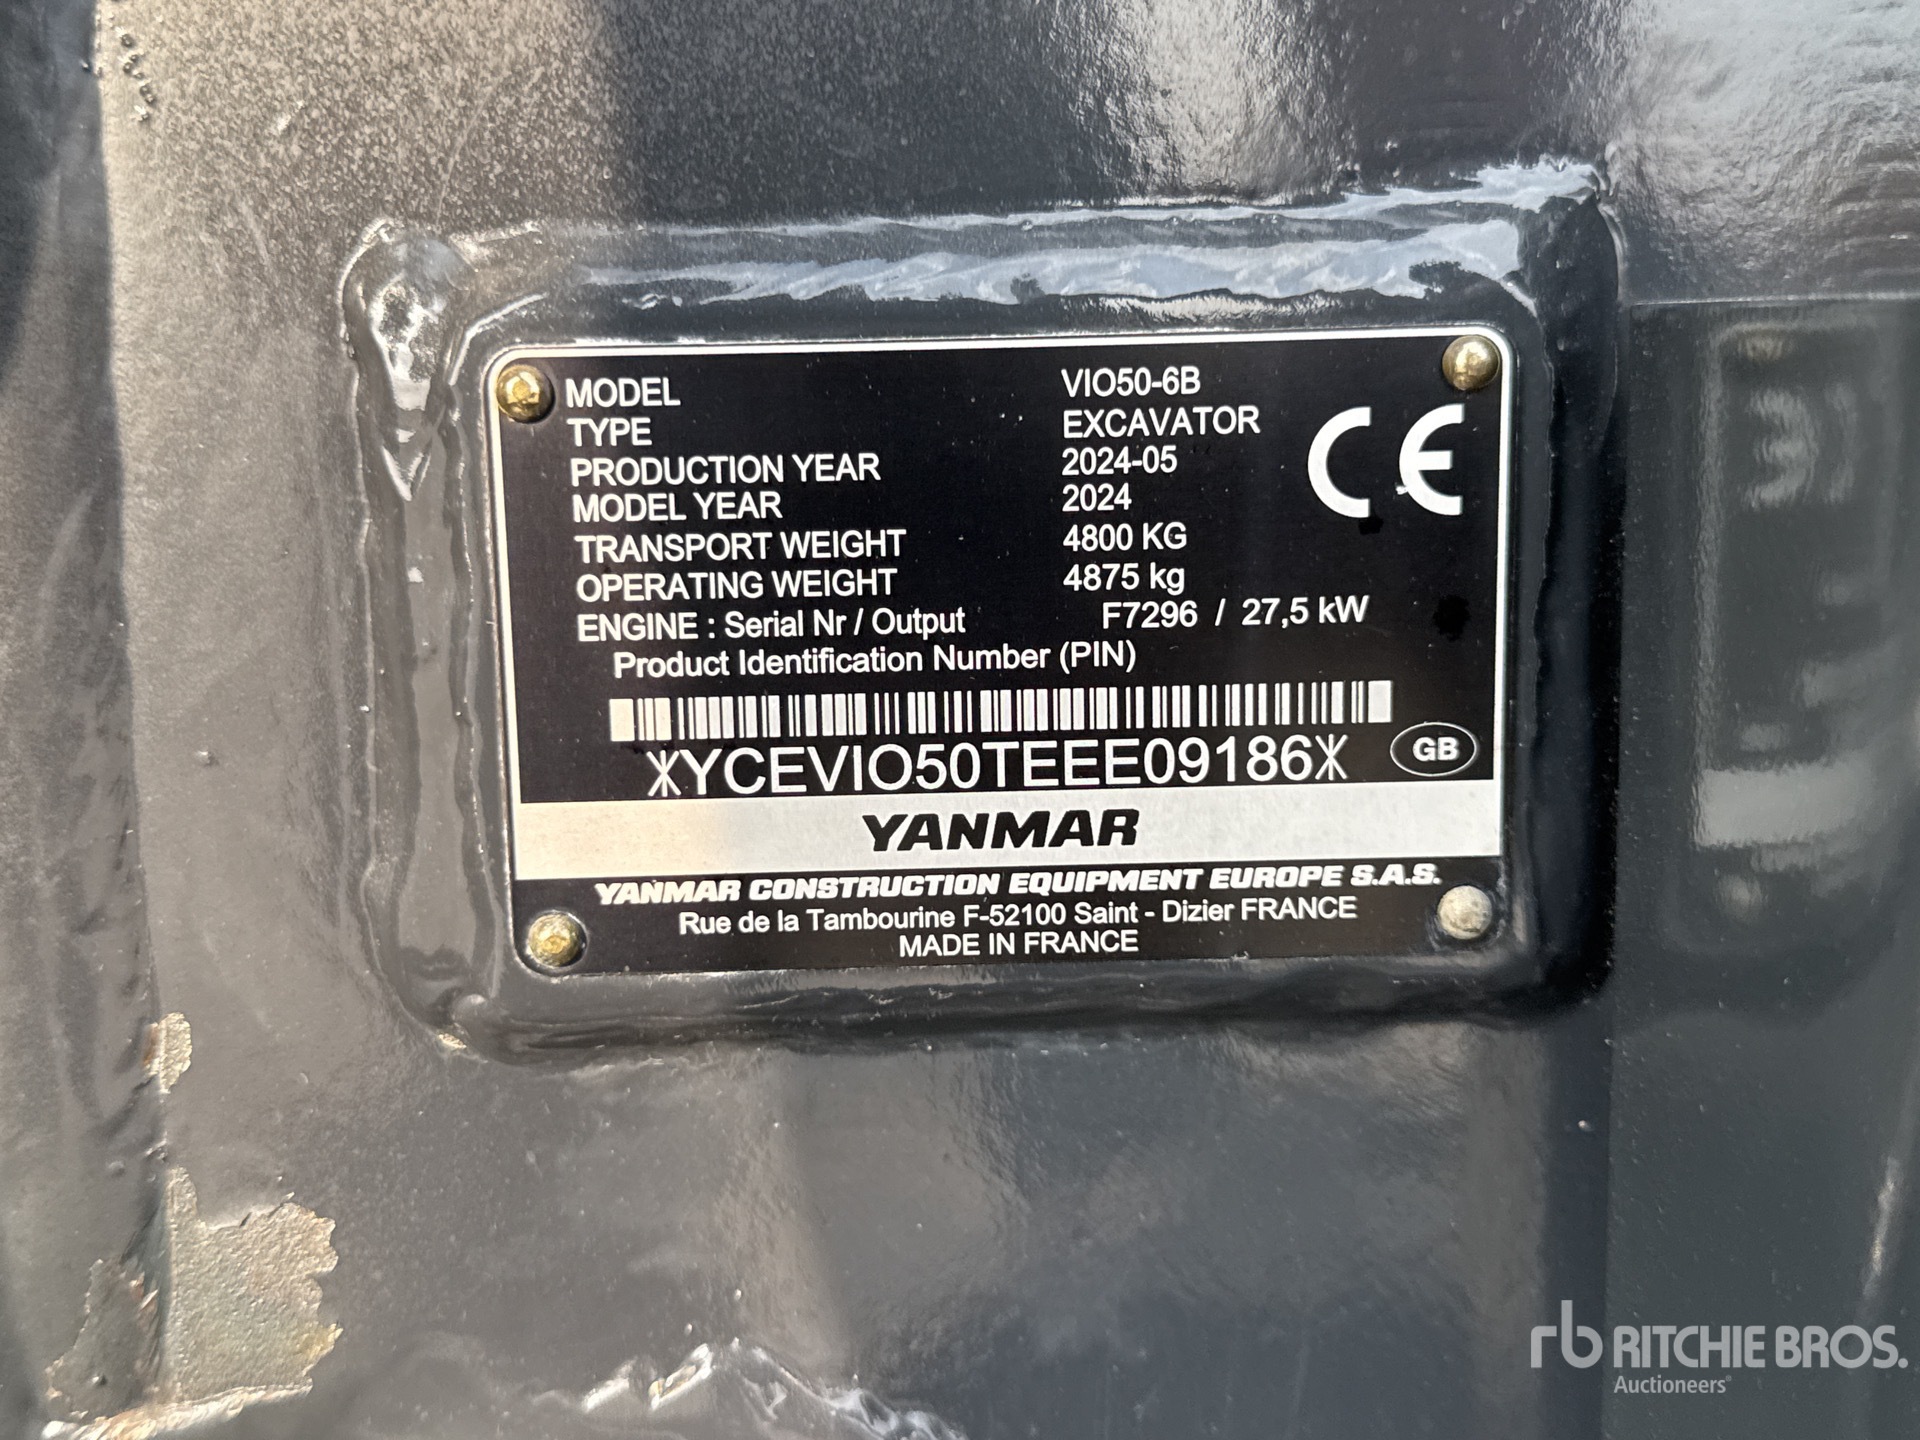 MODEL VIO50-6B
TYPE EXCAVATOR
PRODUCTION YEAR 2024-05
MODEL YEAR 2024
TRANSPORT WEIGHT 4800 KG
OPERATING WEIGHT 4875 kg
ENGINE : Serial Nr / Output F7296 / 27,5 kW
CE
Product Identification Number (PIN)
*YCEVIO50TEEE09186*
GB
YANMAR
YANMAR CONSTRUCTION EQUIPMENT EUROPE S.A.S.
Rue de la Tambourine F-52100 Saint - Dizier FRANCE
MADE IN FRANCE
rb RITCHIE BROS.
Auctioneers